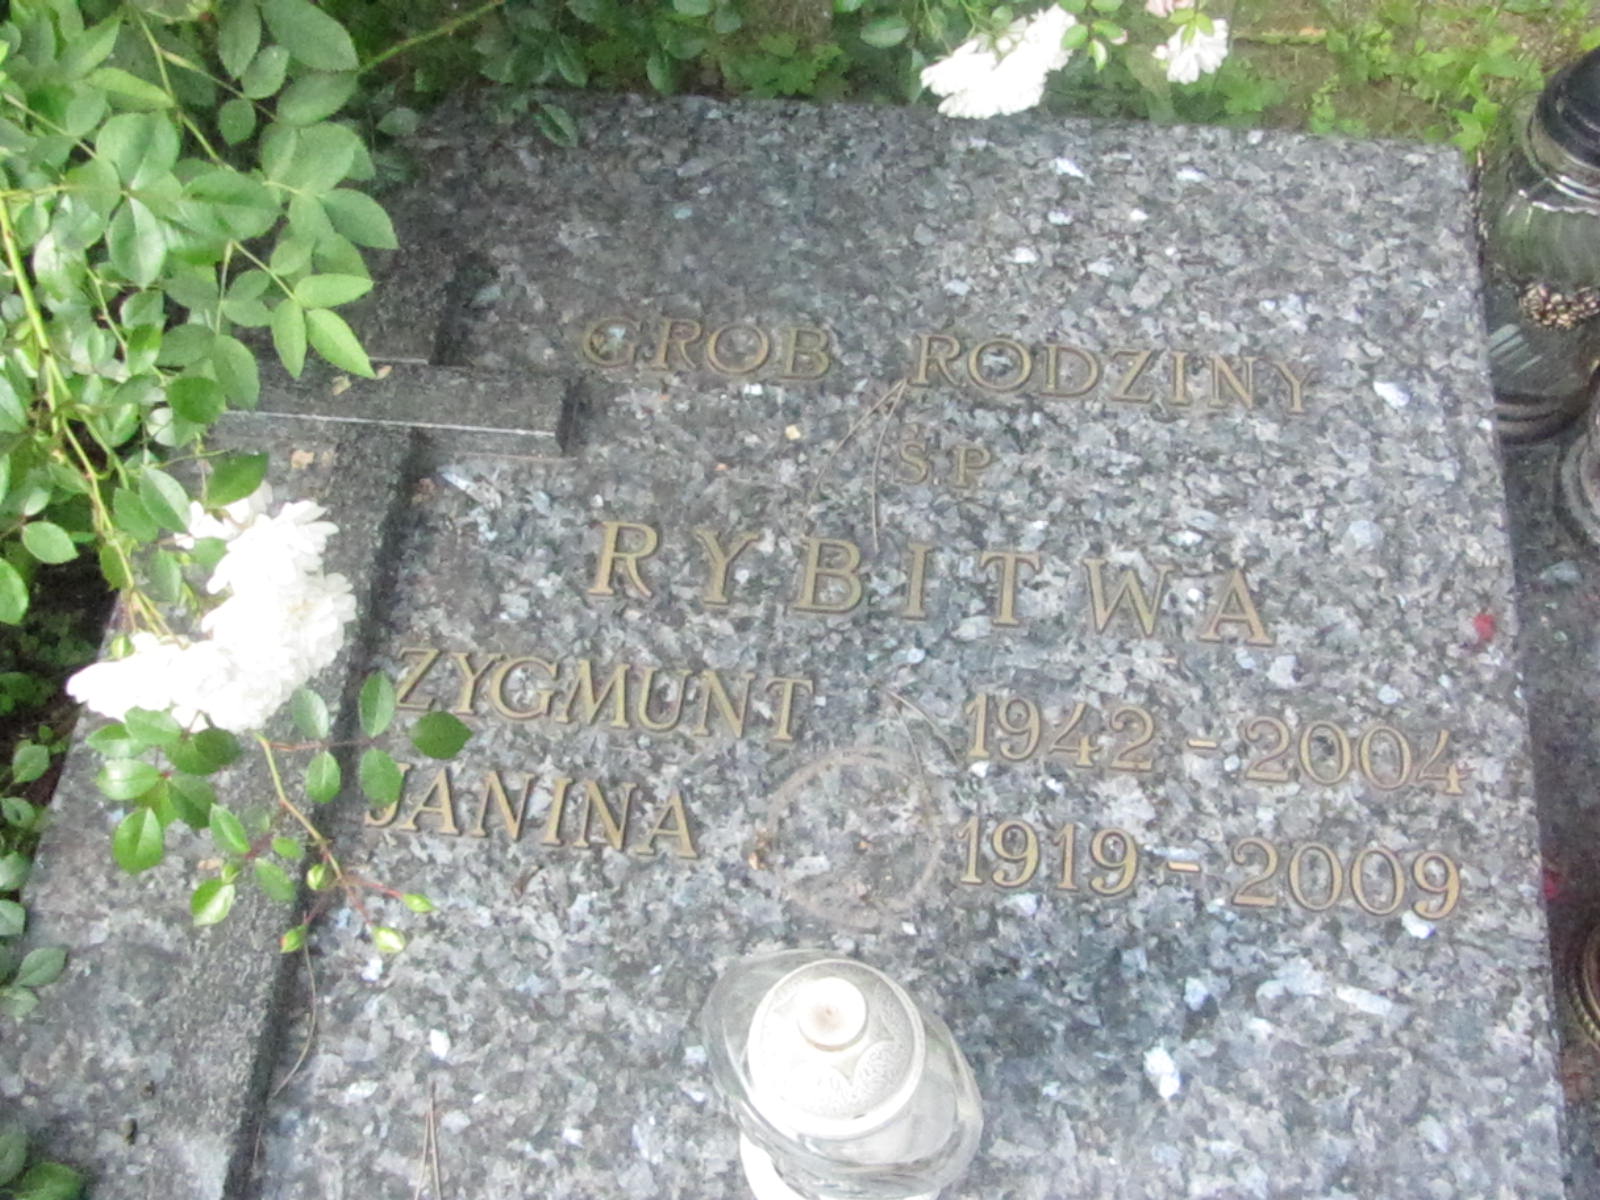 GRÓB RODZINY
ŚP
RYBITWA
ZYGMUNT 1942-2004
JANINA 1919-2009